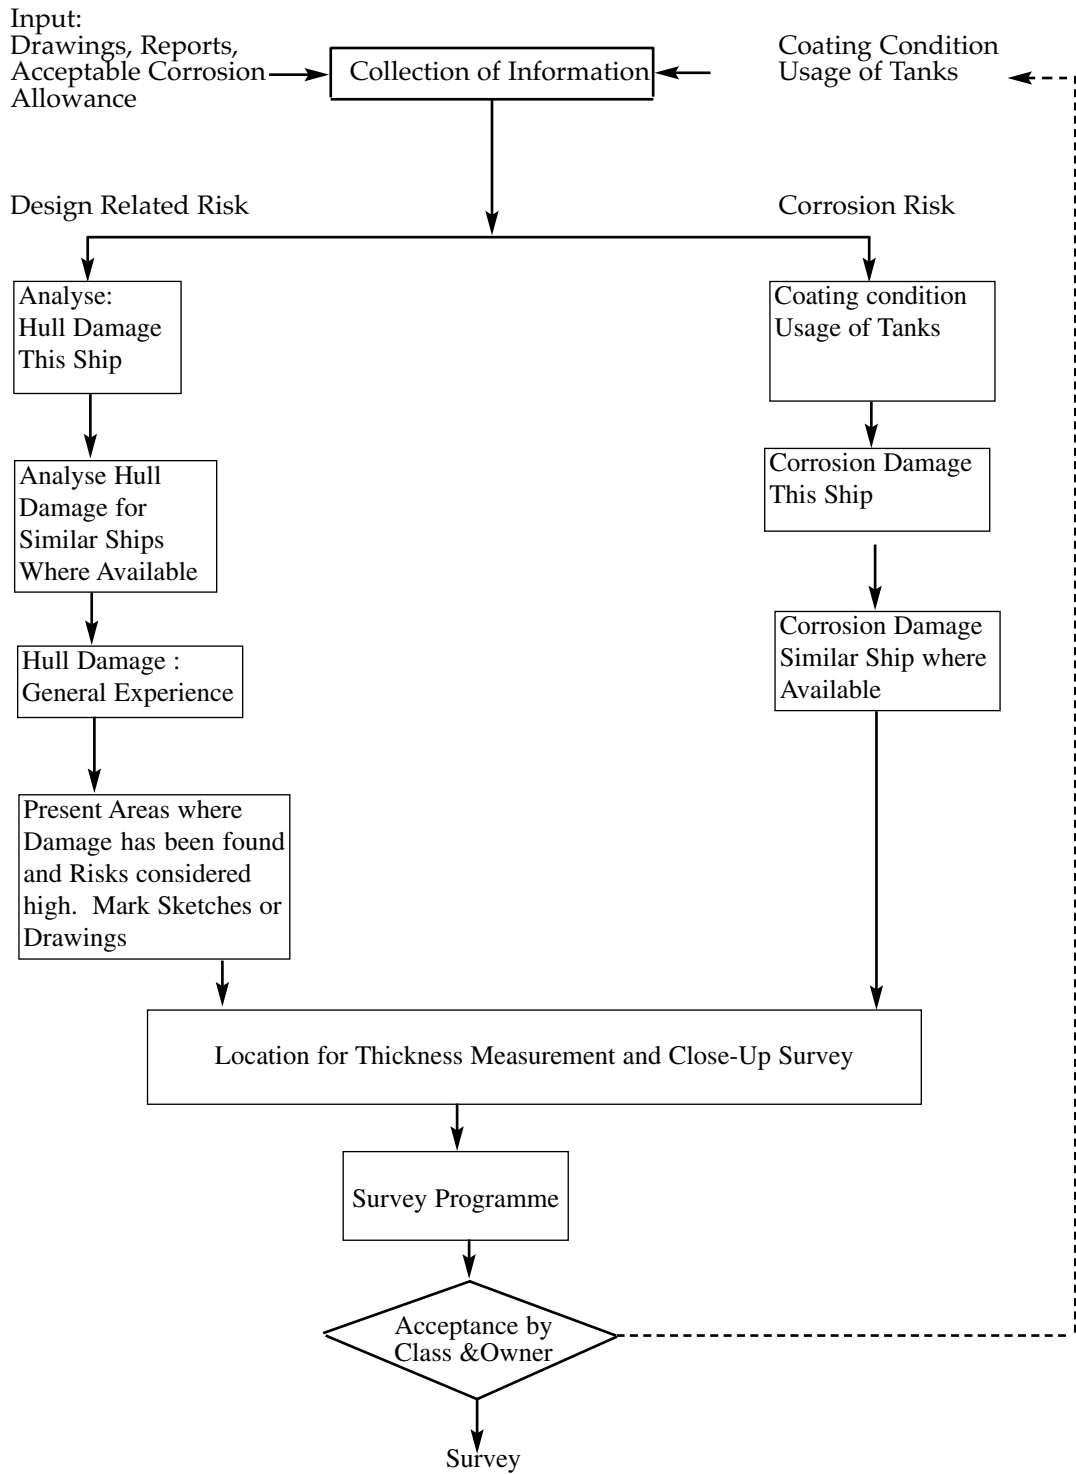 Input:
Drawings, Reports,
Acceptable Corrosion
Allowance
Collection of Information
Coating Condition
Usage of Tanks
Design Related Risk
Corrosion Risk
Analyse:
Hull Damage
This Ship
Coating condition
Usage of Tanks
Analyse Hull
Damage for
Similar Ships
Where Available
Corrosion Damage
This Ship
Hull Damage :
General Experience
Corrosion Damage
Similar Ship where
Available
Present Areas where
Damage has been found
and Risks considered
high. Mark Sketches or
Drawings
Location for Thickness Measurement and Close-Up Survey
Survey Programme
Acceptance by
Class &Owner
Survey